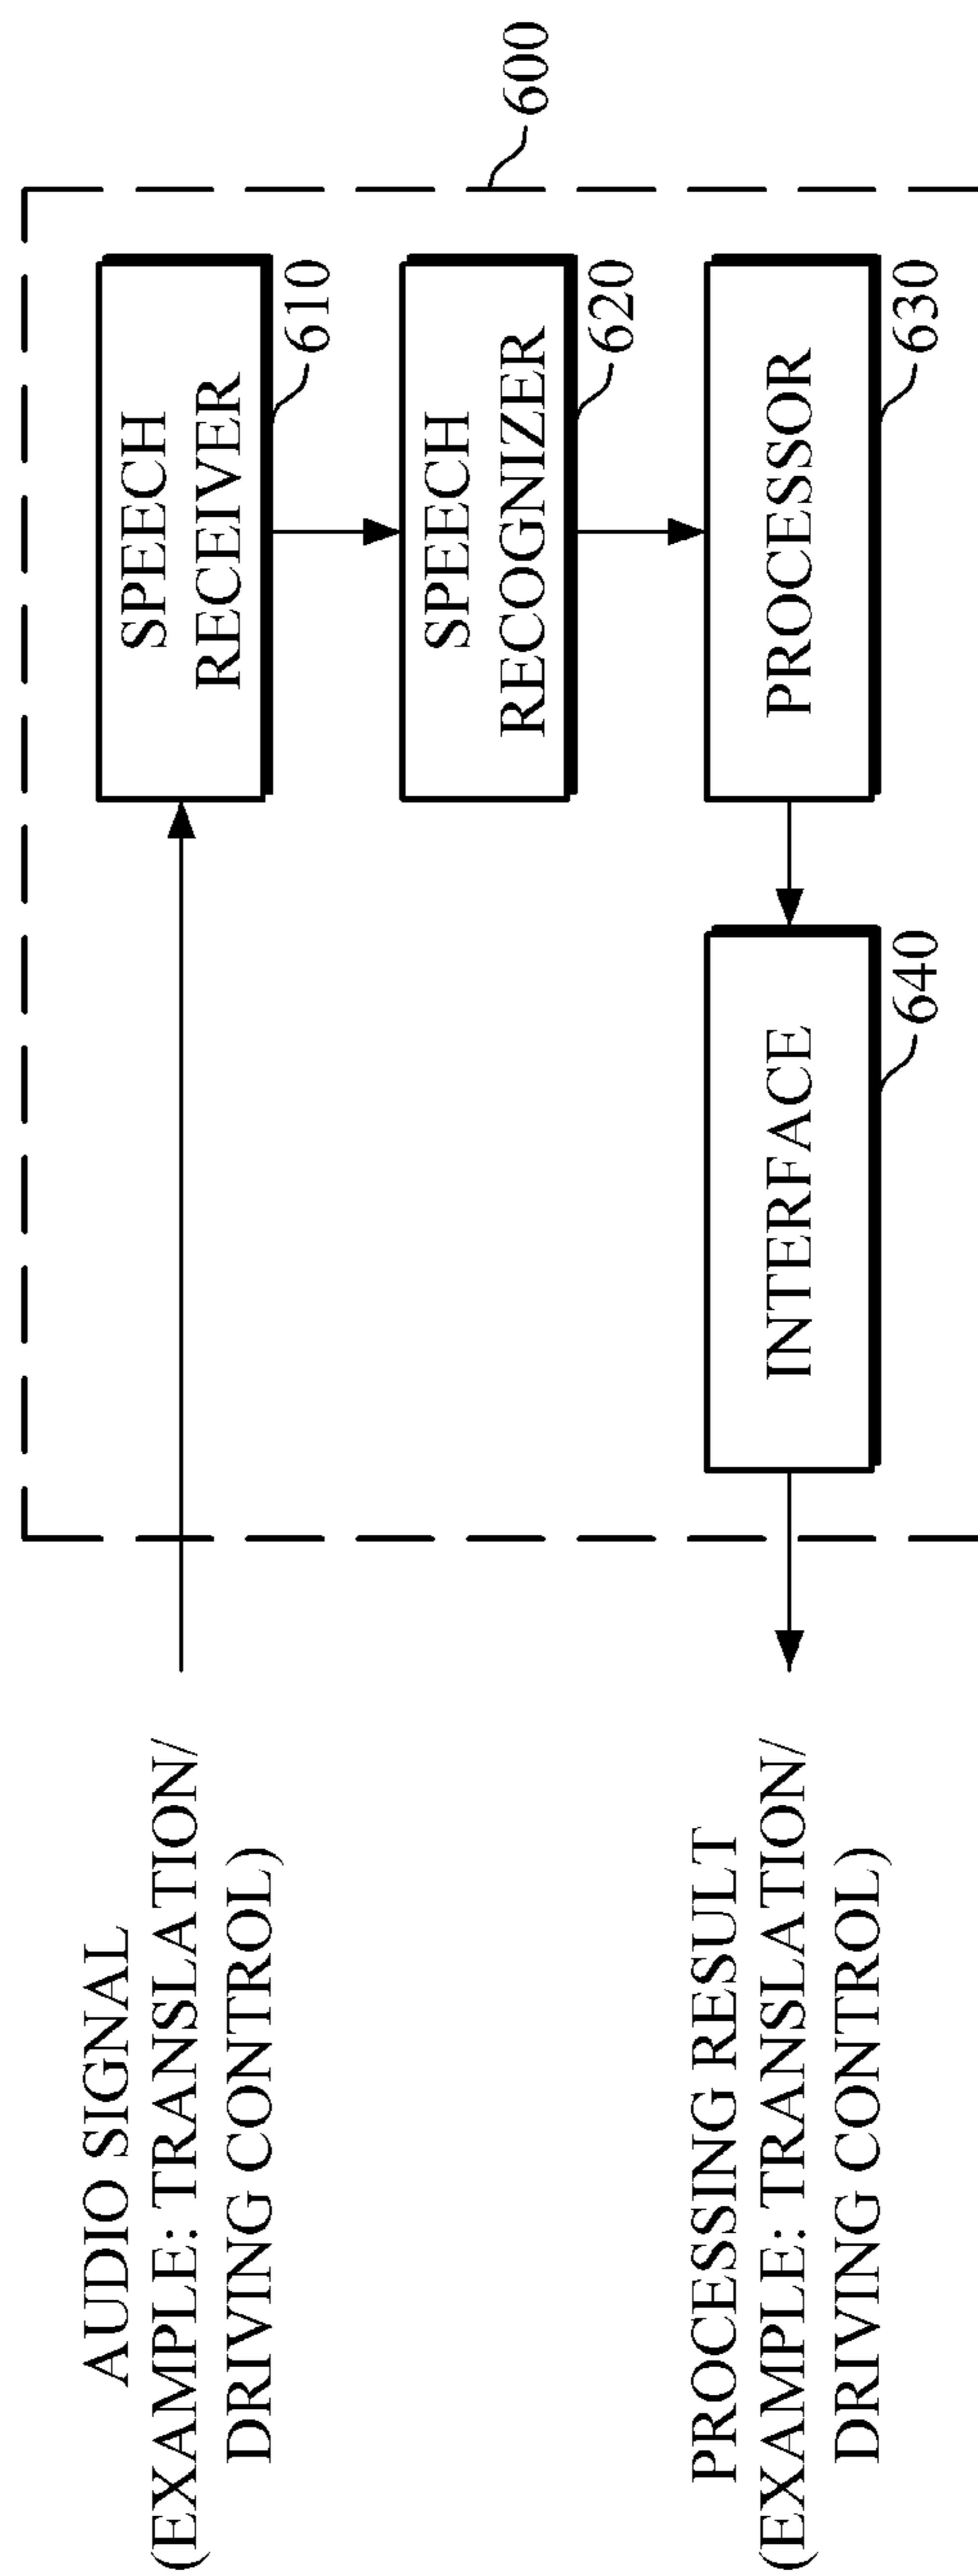 600
AUDIO SIGNAL
(EXAMPLE: TRANSLATION/
DRIVING CONTROL)
SPEECH
RECEIVER
610
SPEECH
RECOGNIZER
620
PROCESSING RESULT
(EXAMPLE: TRANSLATION/
DRIVING CONTROL)
INTERFACE
640
PROCESSOR
630